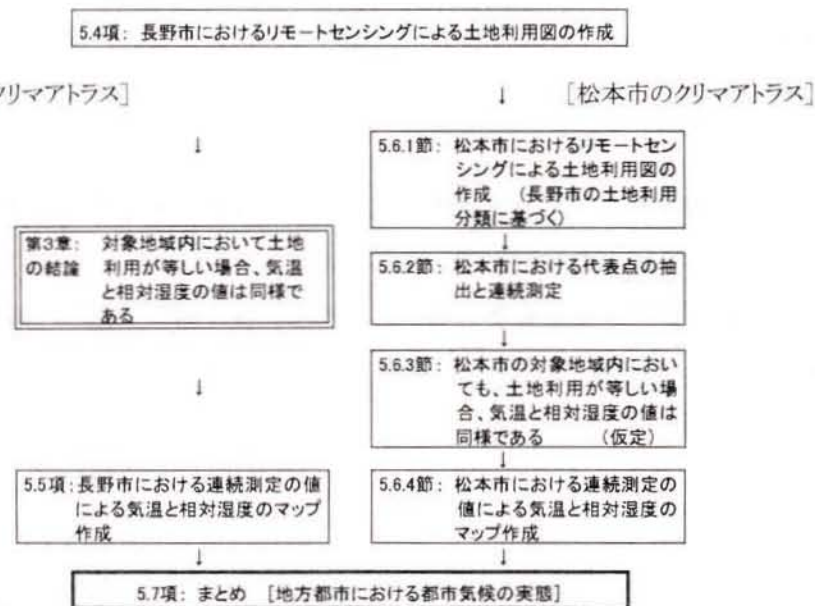 5.4項: 長野市におけるリモートセンシングによる土地利用図の作成
リマアトラス]
↓
[松本市のクリマアトラス]
↓
5.6.1節: 松本市におけるリモートセン
シングによる土地利用図の
作成 (長野市の土地利用
分類に基づく)
↓
第3章: 対象地域内において土地
の結論 利用が等しい場合、気温
と相対湿度の値は同様で
ある
5.6.2節: 松本市における代表点の抽
出と連続測定
↓
5.6.3節: 松本市の対象地域内におい
ても、土地利用が等しい場
合、気温と相対湿度の値は
同様である (仮定)
↓
↓
5.5項:長野市における連続測定の値
による気温と相対湿度のマップ
作成
5.6.4節: 松本市における連続測定の
値による気温と相対湿度の
マップ作成
↓ ↓
5.7項: まとめ [地方都市における都市気候の実態]